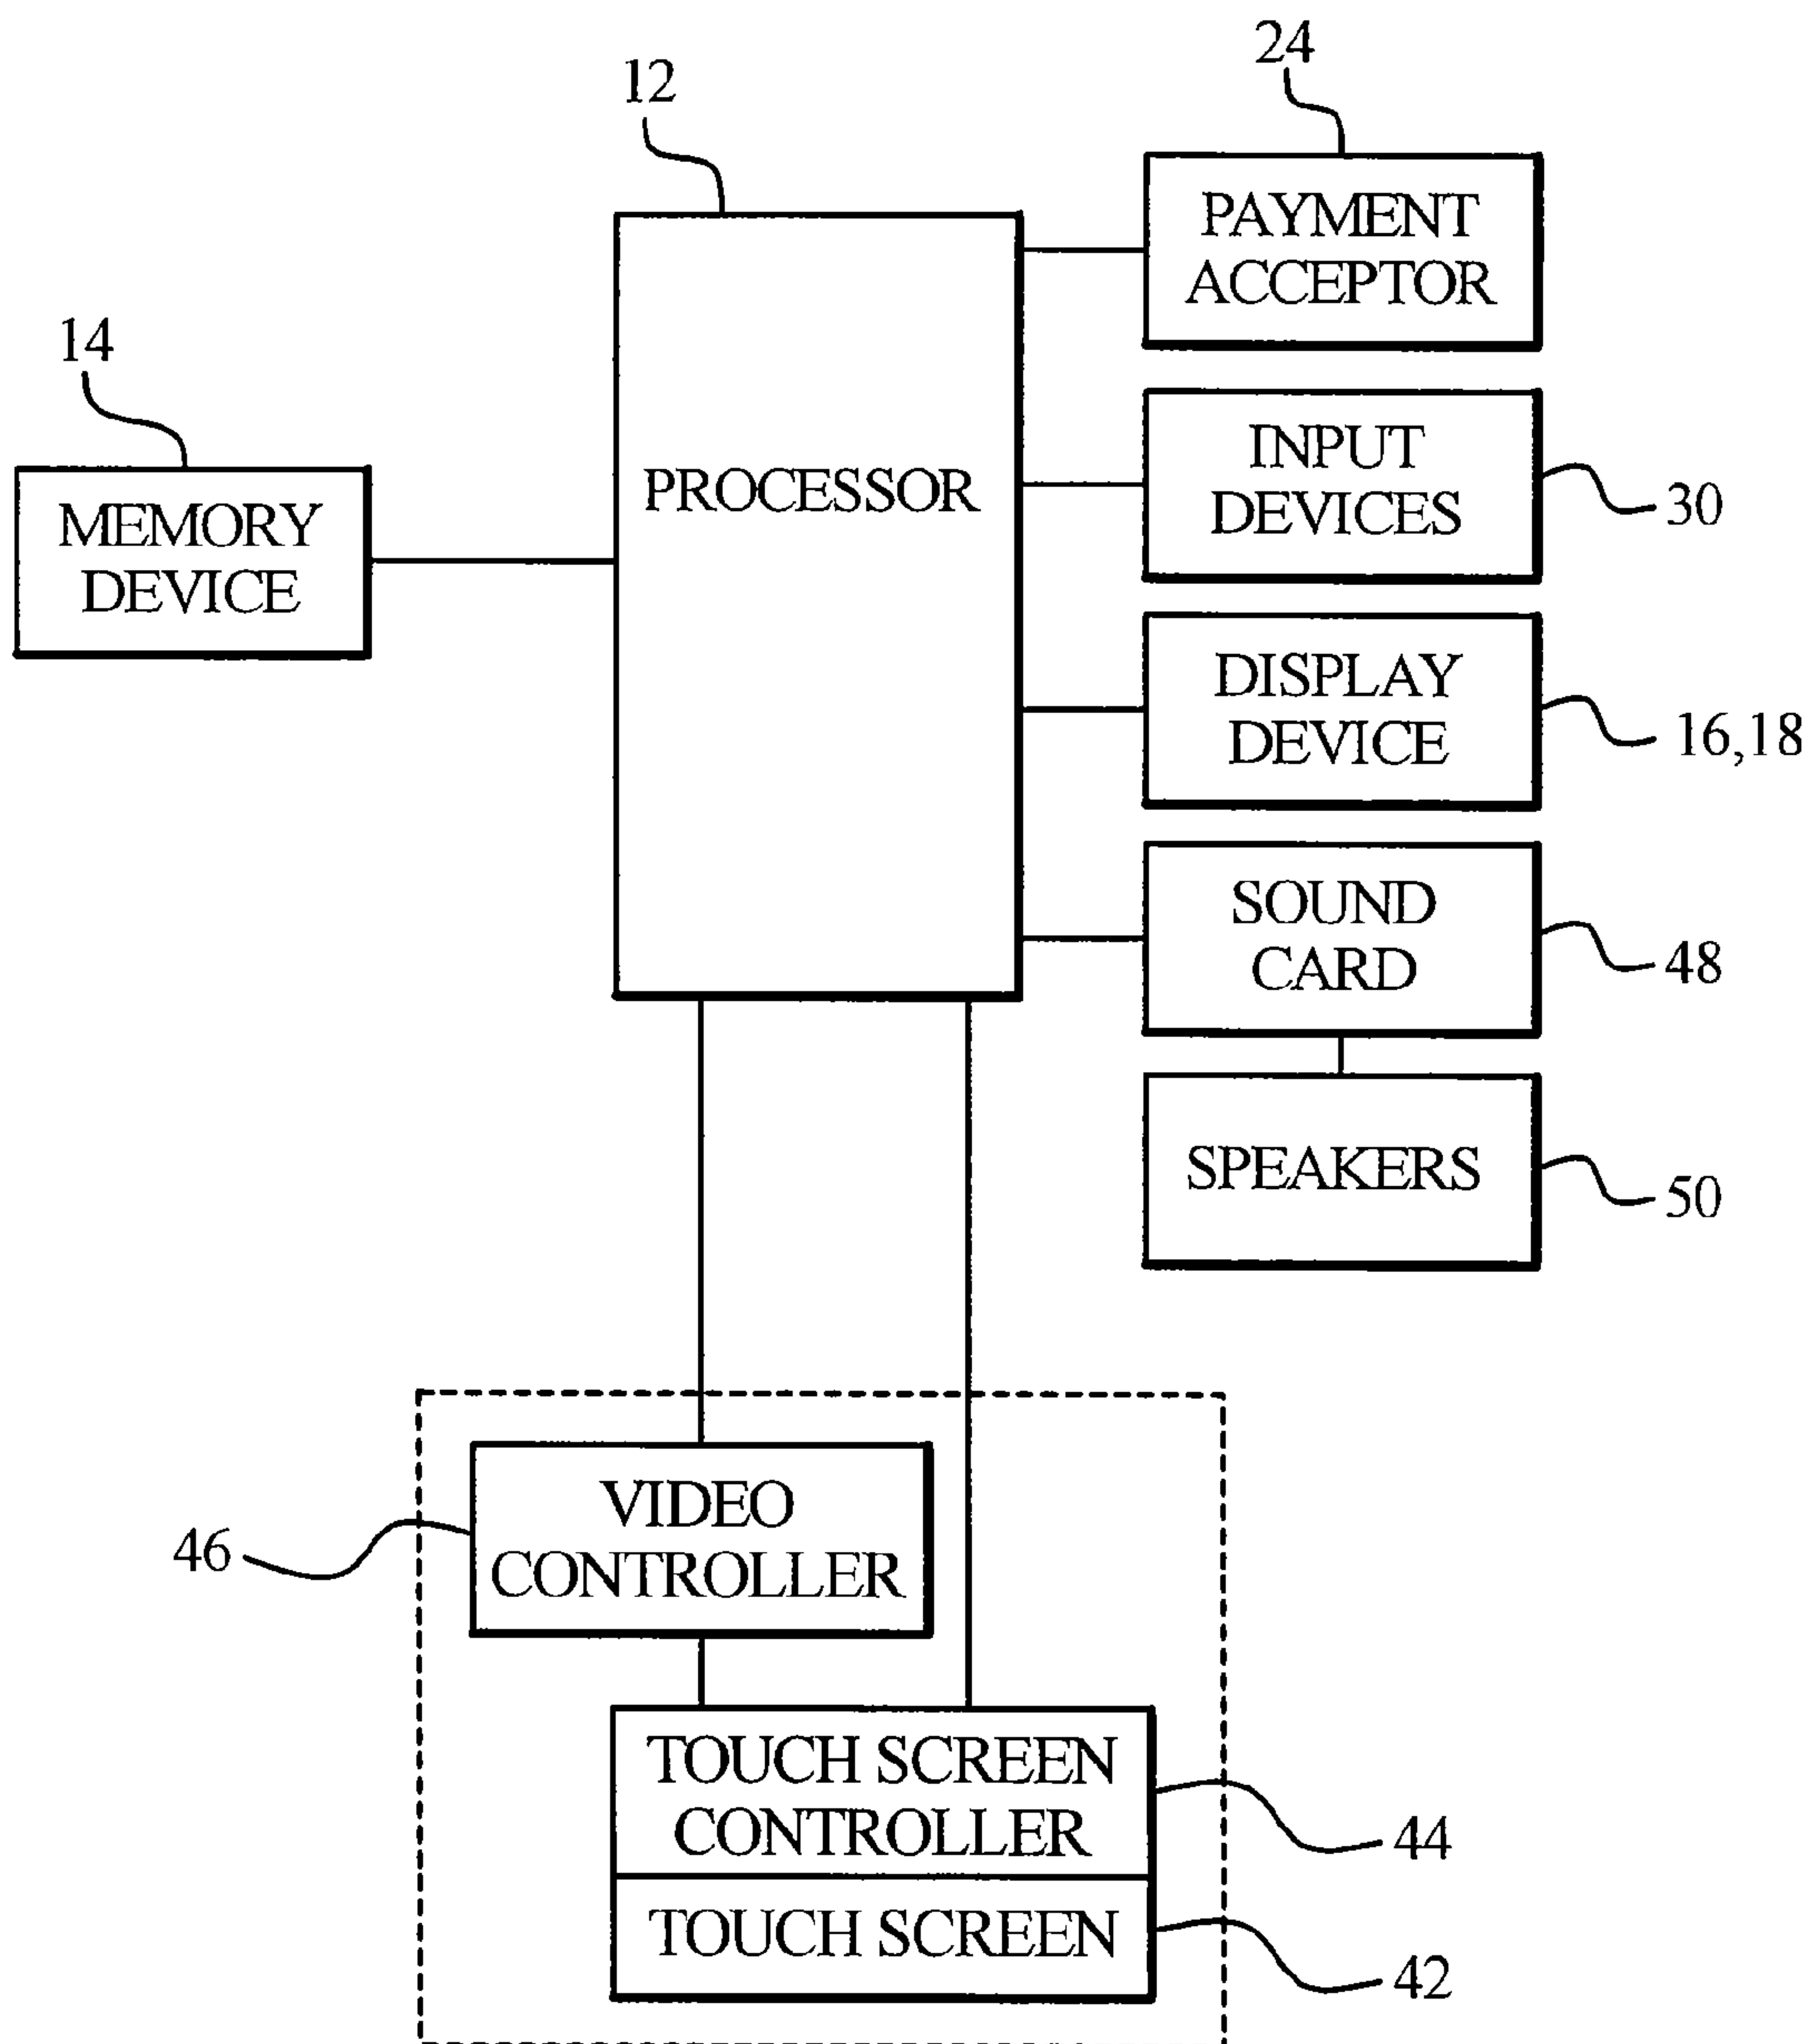 24
12
PAYMENT
ACCEPTOR
14
INPUT
DEVICES
30
PROCESSOR
MEMORY
DEVICE
DISPLAY
DEVICE
16,18
SOUND
CARD
48
SPEAKERS
50
VIDEO
CONTROLLER
46
TOUCH SCREEN
CONTROLLER
44
TOUCH SCREEN
42